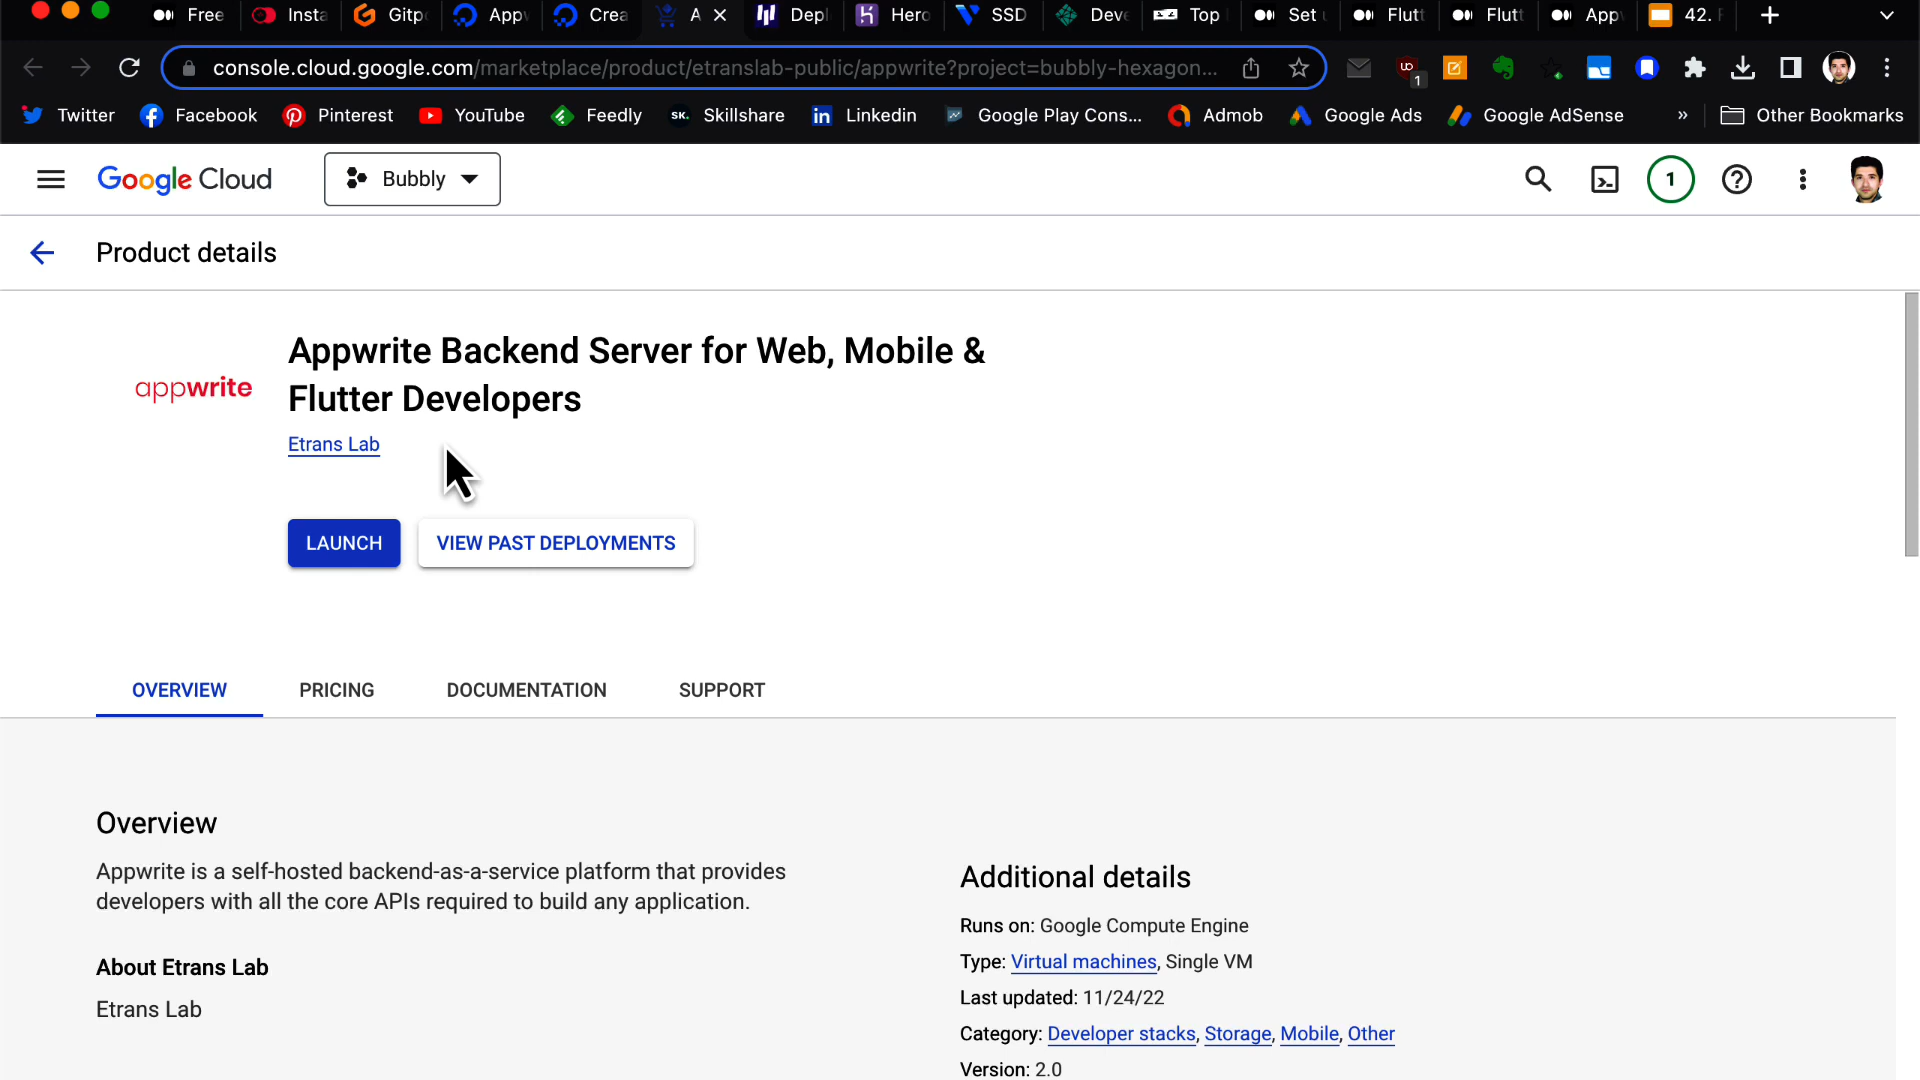 Free
Insta
Gitp
App
Crea
A
Depl
Hero
SSD
Deve
Top
Set u
Flutt
Flutt
App
42. F
console.cloud.google.com/marketplace/product/etranslab-public/appwrite?project=bubbly-hexagon...
1
Twitter
Facebook
Pinterest
YouTube
Feedly
SK.
Skillshare
in
Linkedin
Google Play Cons...
Admob
Google Ads
Google AdSense
»
Other Bookmarks
Google Cloud
Bubbly
1
Product details
appwrite
Appwrite Backend Server for Web, Mobile &
Flutter Developers
Etrans Lab
LAUNCH
VIEW PAST DEPLOYMENTS
OVERVIEW
PRICING
DOCUMENTATION
SUPPORT
Overview
Appwrite is a self-hosted backend-as-a-service platform that provides
developers with all the core APIs required to build any application.
About Etrans Lab
Etrans Lab
Additional details
Runs on: Google Compute Engine
Type: Virtual machines, Single VM
Last updated: 11/24/22
Category: Developer stacks, Storage, Mobile, Other
Version: 2.0